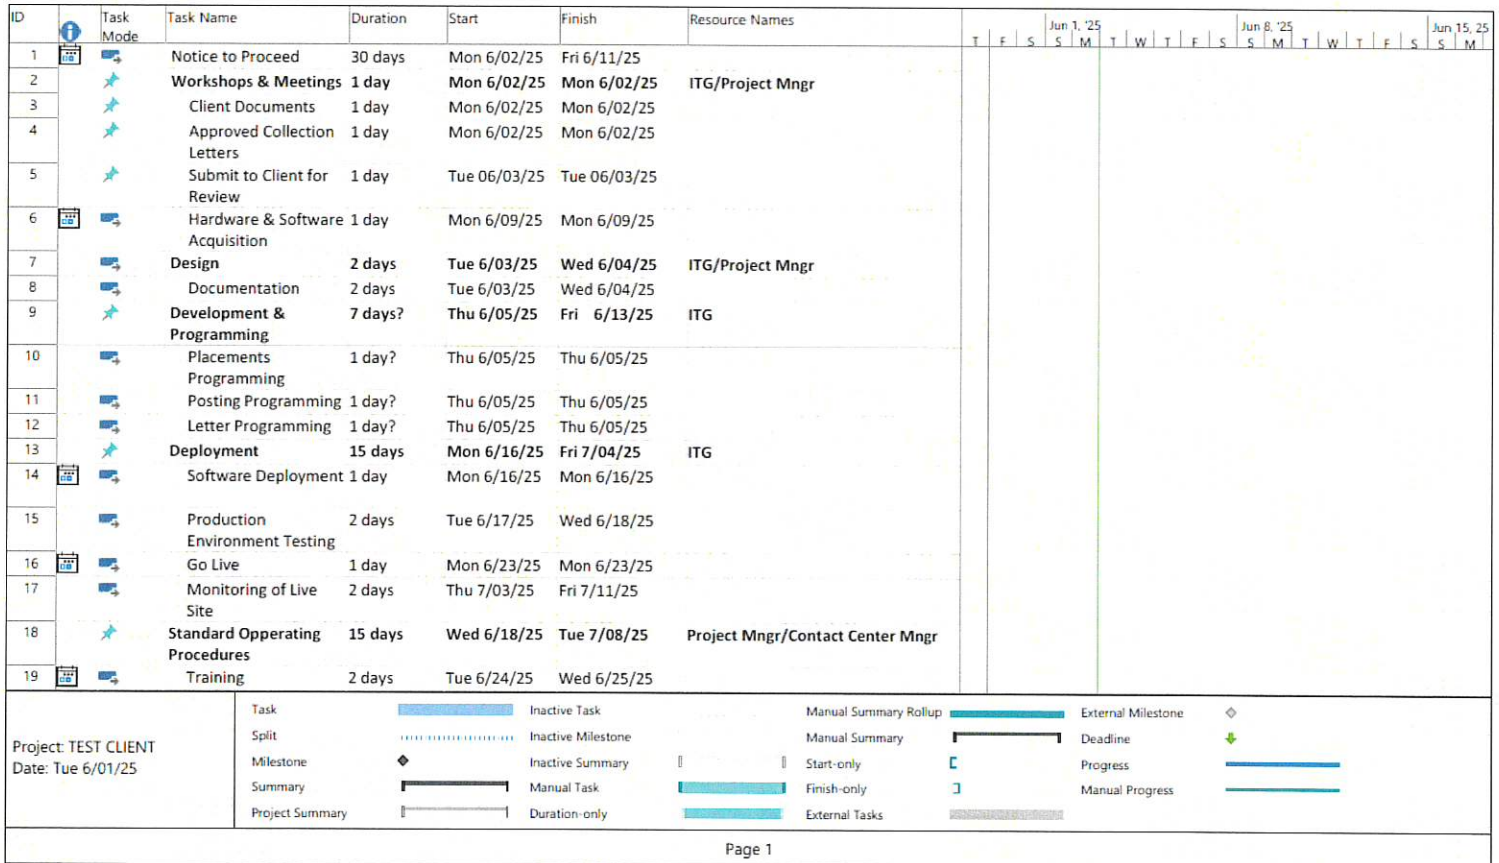 ID Task Mode Task Name Duration Start Finish Resource Names Jun 1, '25 Jun 8, '25 Jun 15, 25
T F S S M T W T F S S M T W T F S S M
1 Notice to Proceed 30 days Mon 6/02/25 Fri 6/11/25
2 Workshops & Meetings 1 day Mon 6/02/25 Mon 6/02/25 ITG/Project Mngr
3 Client Documents 1 day Mon 6/02/25 Mon 6/02/25
4 Approved Collection 1 day Mon 6/02/25 Mon 6/02/25
Letters
5 Submit to Client for 1 day Tue 06/03/25 Tue 06/03/25
Review
6 Hardware & Software 1 day Mon 6/09/25 Mon 6/09/25
Acquisition
7 Design 2 days Tue 6/03/25 Wed 6/04/25 ITG/Project Mngr
8 Documentation 2 days Tue 6/03/25 Wed 6/04/25
9 Development & 7 days? Thu 6/05/25 Fri 6/13/25 ITG
Programming
10 Placements 1 day? Thu 6/05/25 Thu 6/05/25
Programming
11 Posting Programming 1 day? Thu 6/05/25 Thu 6/05/25
12 Letter Programming 1 day? Thu 6/05/25 Thu 6/05/25
13 Deployment 15 days Mon 6/16/25 Fri 7/04/25 ITG
14 Software Deployment 1 day Mon 6/16/25 Mon 6/16/25
15 Production 2 days Tue 6/17/25 Wed 6/18/25
Environment Testing
16 Go Live 1 day Mon 6/23/25 Mon 6/23/25
17 Monitoring of Live 2 days Thu 7/03/25 Fri 7/11/25
Site
18 Standard Opperating 15 days Wed 6/18/25 Tue 7/08/25 Project Mngr/Contact Center Mngr
Procedures
19 Training 2 days Tue 6/24/25 Wed 6/25/25
Project: TEST CLIENT
Date: Tue 6/01/25
Task Inactive Task Manual Summary Rollup External Milestone
Split Inactive Milestone Manual Summary Deadline
Milestone Inactive Summary Start-only Progress
Summary Manual Task Finish-only Manual Progress
Project Summary Duration-only External Tasks
Page 1